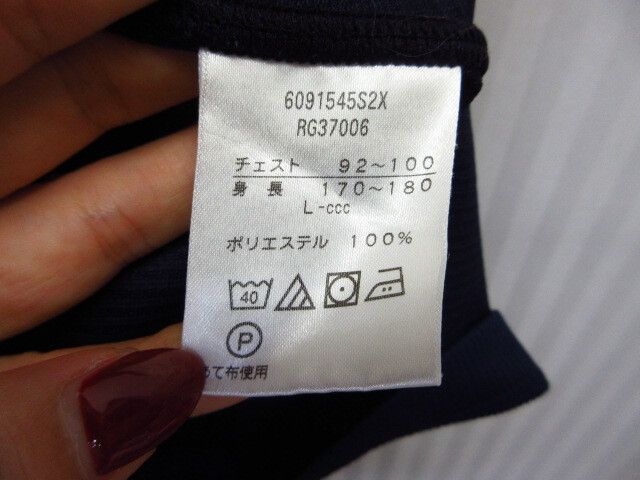 6091545S2X
RG37006
チェスト 92~100
身長 170~180
L-ccc
ポリエステル 100%
40
P
て布使用